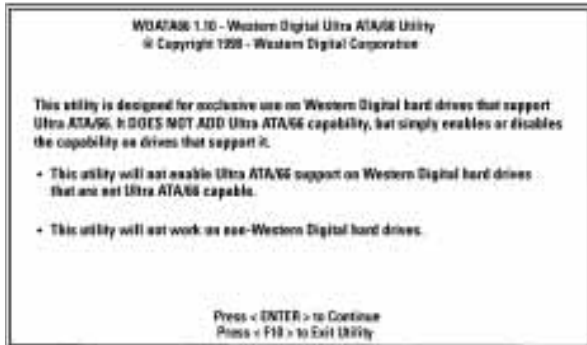 WDATA66 1.10 - Western Digital Ultra ATA/66 Utility
© Copyright 1999 - Western Digital Corporation
This utility is designed for exclusive use on Western Digital hard drives that support
Ultra ATA/66. It DOES NOT ADD Ultra ATA/66 capability, but simply enables or disables
the capability on drives that support it.
• This utility will not enable Ultra ATA/66 support on Western Digital hard drives
that are not Ultra ATA/66 capable.
• This utility will not work on non-Western Digital hard drives.
Press < ENTER > to Continue
Press < F10 > to Exit Utility